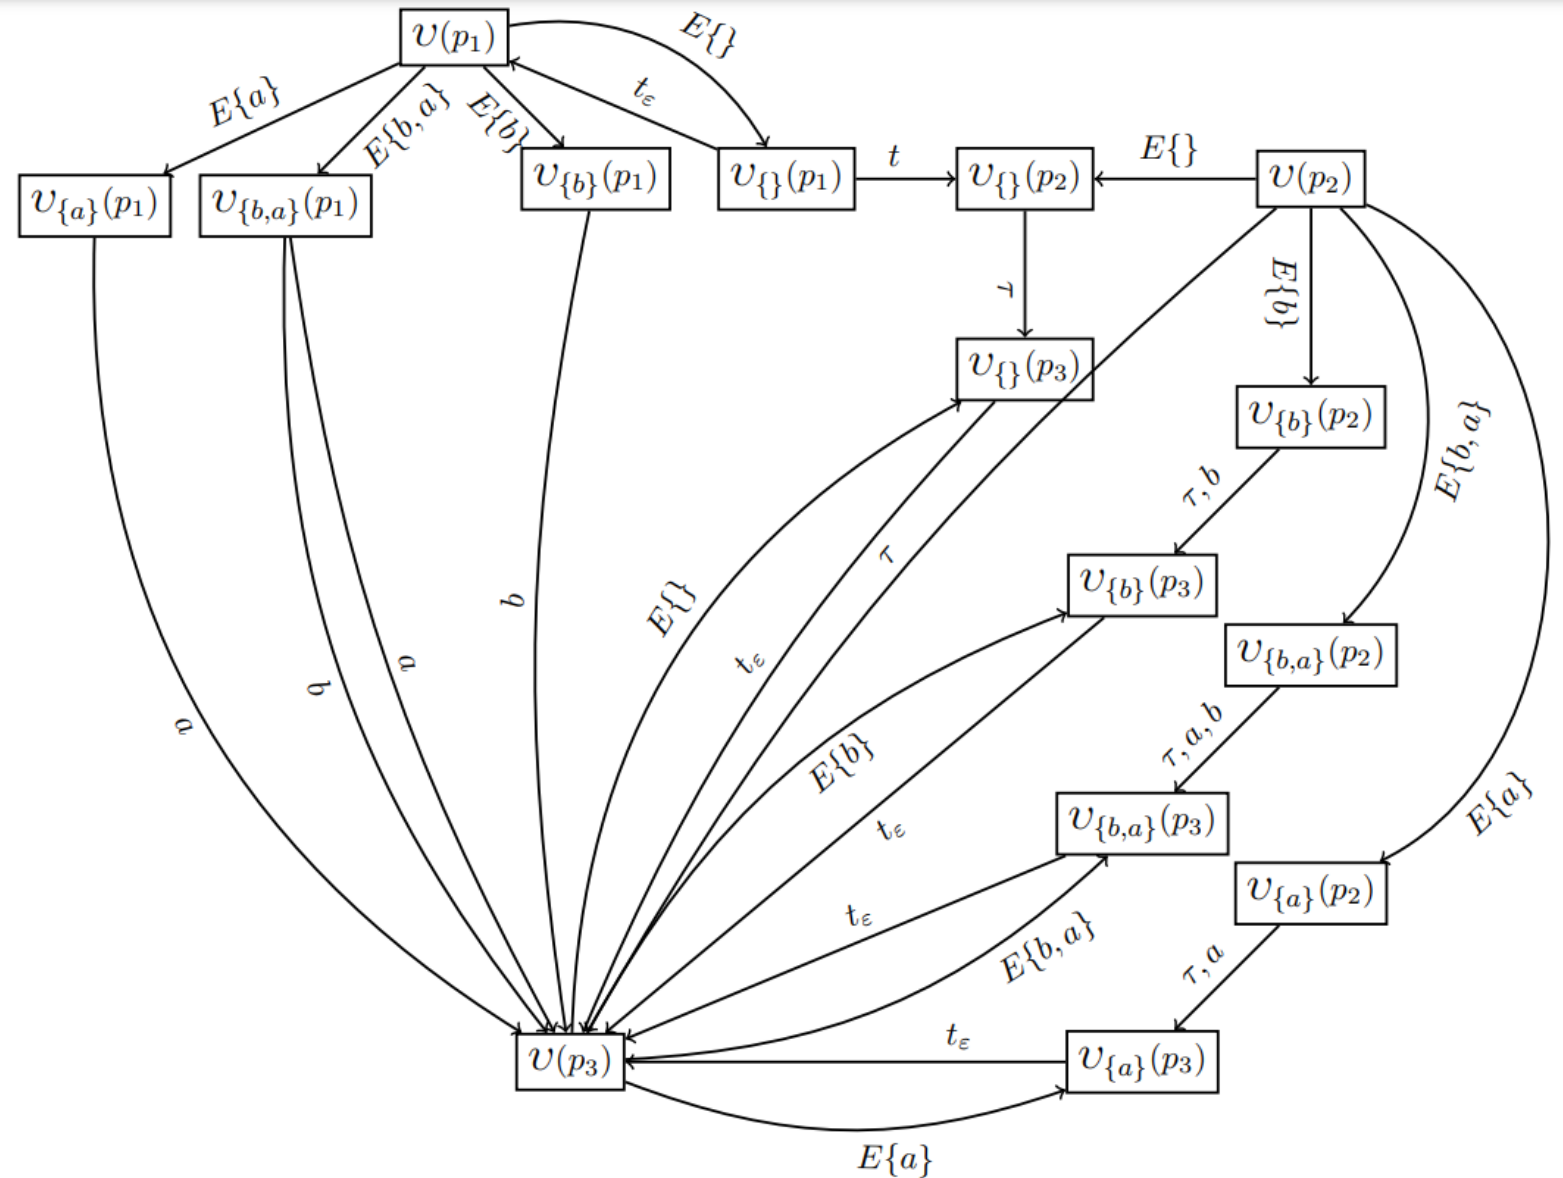 𝒰(p₁)
E{}
E{a}
E{b, a}
E{b}
t_ε
𝒰_{a}(p₁)
𝒰_{b,a}(p₁)
𝒰_{b}(p₁)
𝒰_{}(p₁)
t
𝒰_{}(p₂)
E{}
𝒰(p₂)
τ
E{b}
𝒰_{}(p₃)
𝒰_{b}(p₂)
E{b, a}
τ, b
τ
𝒰_{b}(p₃)
b
E{}
t_ε
𝒰_{b,a}(p₂)
a
b
a
E{b}
τ, a, b
t_ε
𝒰_{b,a}(p₃)
E{a}
𝒰_{a}(p₂)
t_ε
E{b, a}
τ, a
t_ε
𝒰(p₃)
𝒰_{a}(p₃)
E{a}